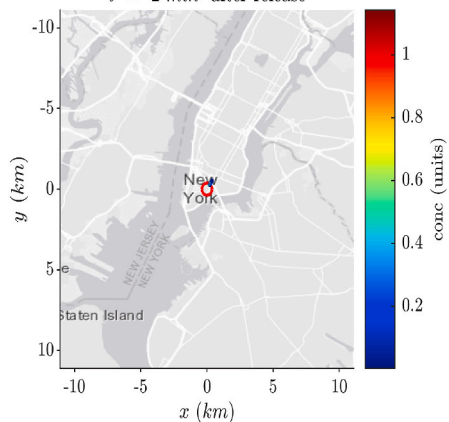 -10
-5
0
5
10
y (km)
-10 -5 0 5 10
x (km)
New
York
NEW JERSEY
NEW YORK
e
Staten Island
1
0.8
0.6
0.4
0.2
conc (units)